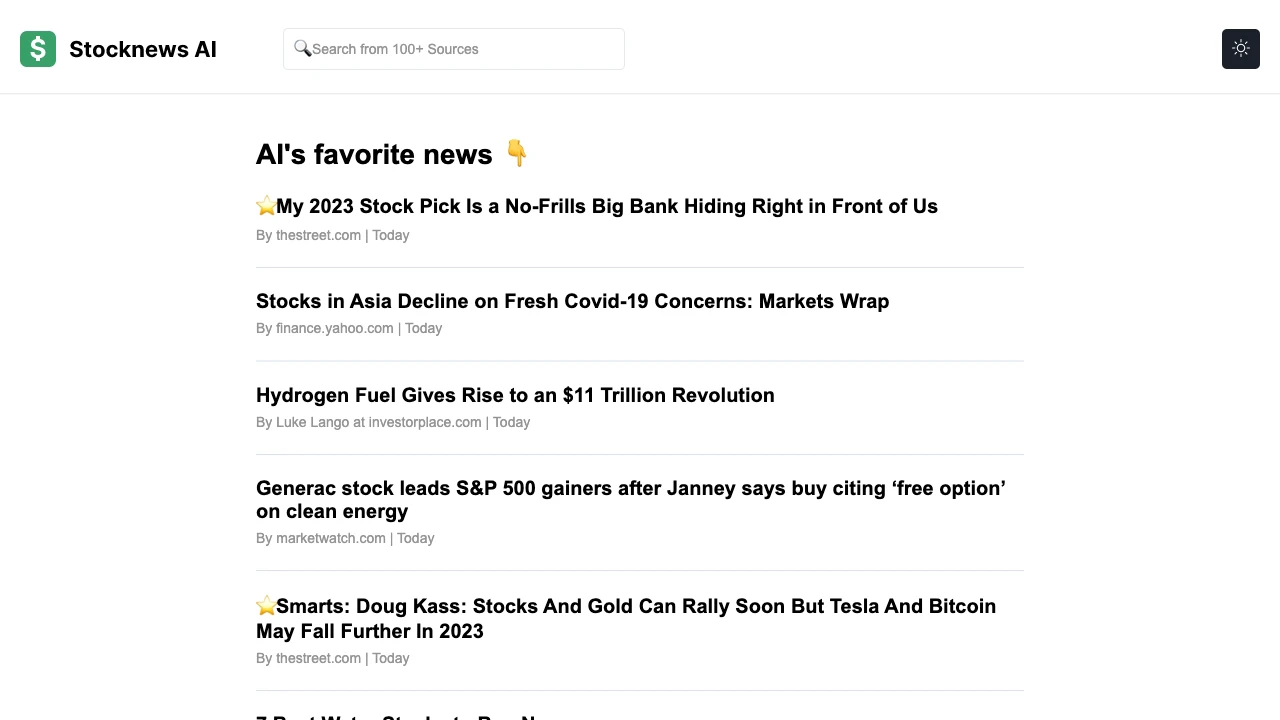 $ Stocknews AI
🔍Search from 100+ Sources
AI's favorite news 👇
⭐My 2023 Stock Pick Is a No-Frills Big Bank Hiding Right in Front of Us
By thestreet.com | Today
Stocks in Asia Decline on Fresh Covid-19 Concerns: Markets Wrap
By finance.yahoo.com | Today
Hydrogen Fuel Gives Rise to an $11 Trillion Revolution
By Luke Lango at investorplace.com | Today
Generac stock leads S&P 500 gainers after Janney says buy citing ‘free option’
on clean energy
By marketwatch.com | Today
⭐Smarts: Doug Kass: Stocks And Gold Can Rally Soon But Tesla And Bitcoin
May Fall Further In 2023
By thestreet.com | Today